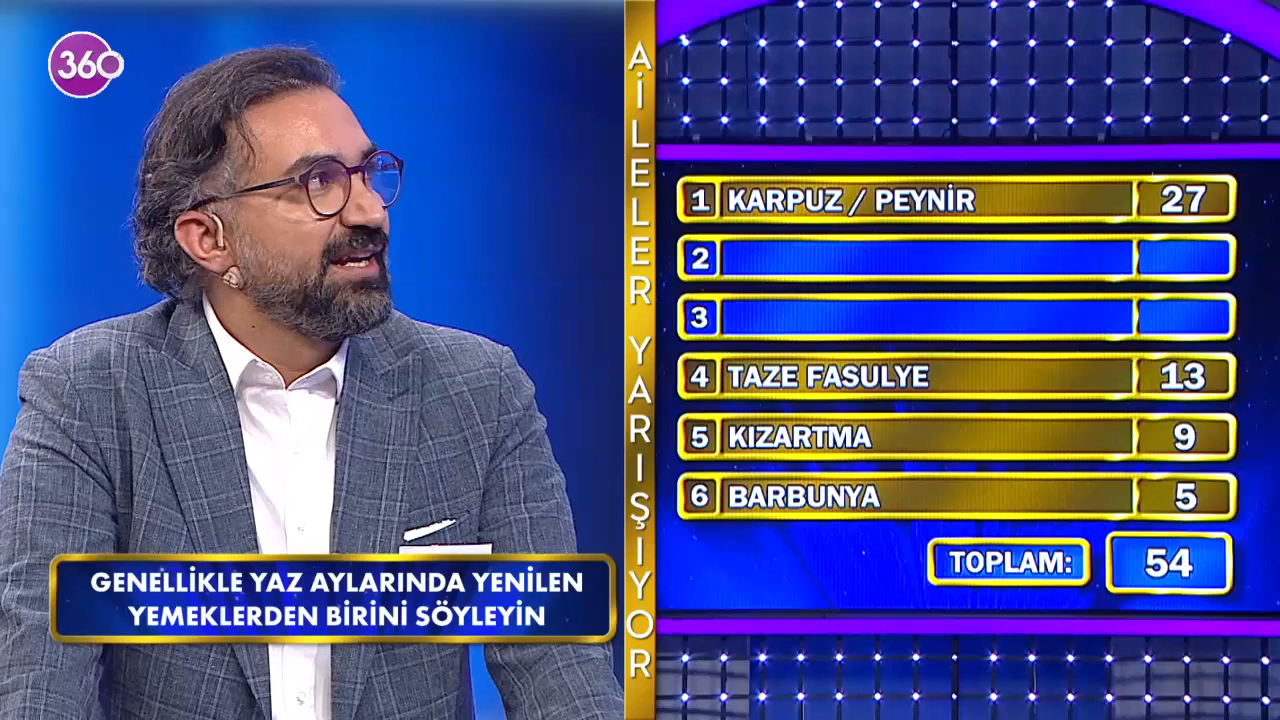 360
AİLELER YARIŞIYOR
1 KARPUZ / PEYNİR 27
2
3
4 TAZE FASULYE 13
5 KIZARTMA 9
6 BARBUNYA 5
TOPLAM: 54
GENELLİKLE YAZ AYLARINDA YENİLEN
YEMEKLERDEN BİRİNİ SÖYLEYİN